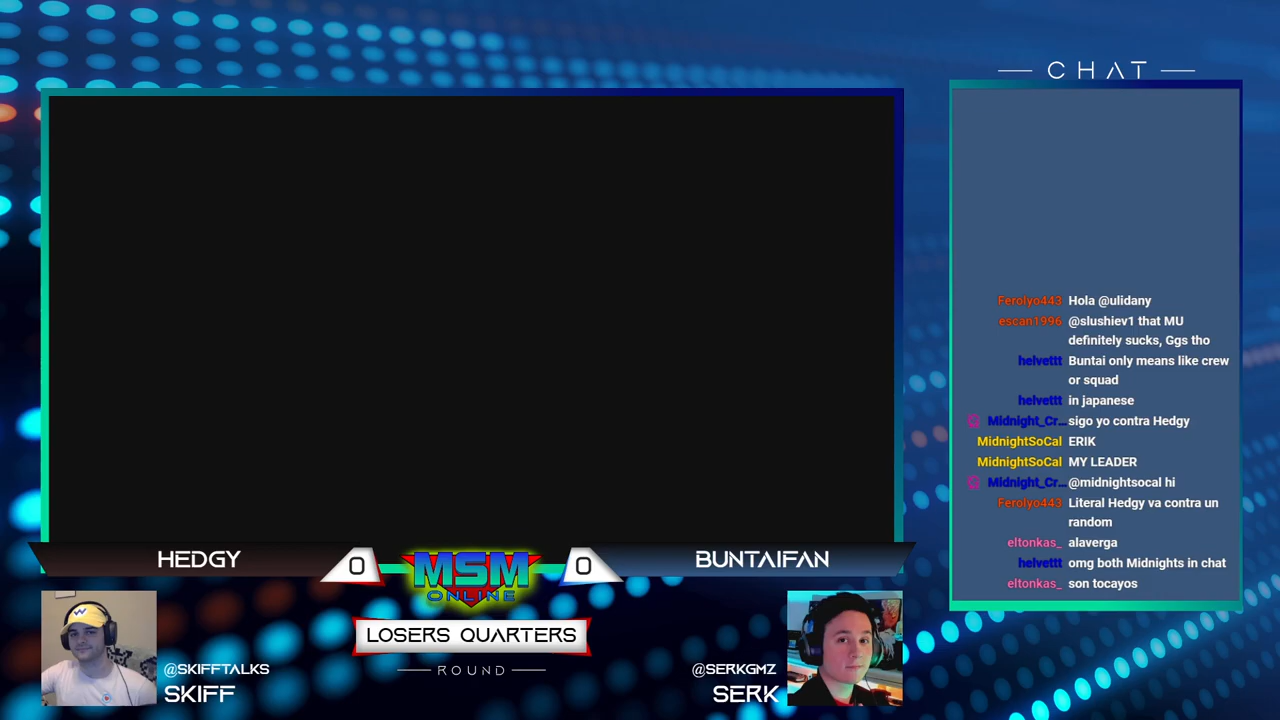 CHAT
Ferolyo443 Hola @ulidany
escan1996 @slushiev1 that MU
definitely sucks, Ggs tho
helvettt Buntai only means like crew
or squad
helvettt in japanese
Midnight_Cr... sigo yo contra Hedgy
MidnightSoCal ERIK
MidnightSoCal MY LEADER
Midnight_Cr... @midnightsocal hi
Ferolyo443 Literal Hedgy va contra un
random
eltonkas_ alaverga
helvettt omg both Midnights in chat
eltonkas_ son tocayos
HEDGY 0 MSM 0 BUNTAIFAN
ONLINE
LOSERS QUARTERS
ROUND
@SKIFFTALKS
SKIFF
@SERKGMZ
SERK